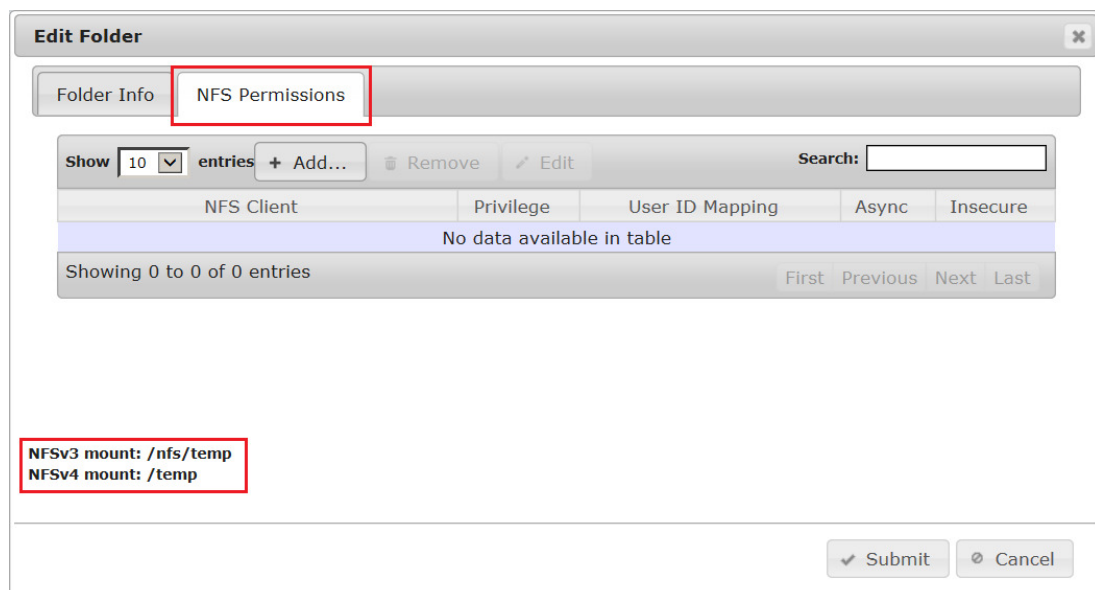 Edit Folder
Folder Info NFS Permissions
Show 10 entries + Add... Remove Edit Search:
NFS Client Privilege User ID Mapping Async Insecure
No data available in table
Showing 0 to 0 of 0 entries First Previous Next Last
NFSv3 mount: /nfs/temp
NFSv4 mount: /temp
Submit Cancel